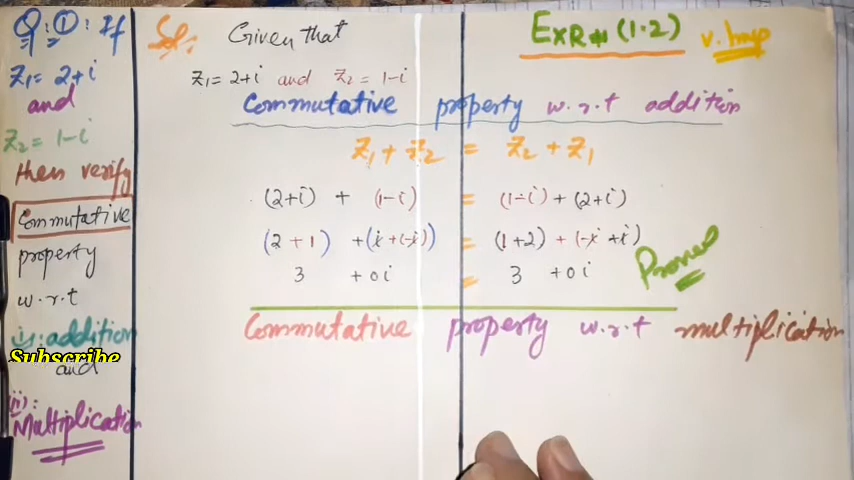 Q:①: If
Z₁= 2+i
and
Z₂= 1-i
then verify
Commutative
property
w.r.t
i): addition
Subscribe
and
(ii):
Multiplication
Sol: Given that
Z₁= 2+i and Z₂= 1-i
EXR# (1.2) v.Imp
Commutative property w.r.t addition
Z₁ + Z₂ = Z₂ + Z₁
(2+i) + (1-i) = (1-i) + (2+i)
(2+1) +(i+(-i)) = (1+2) + (-i+i)
3 +0i = 3 +0i
Proved
Commutative property w.r.t multiplication